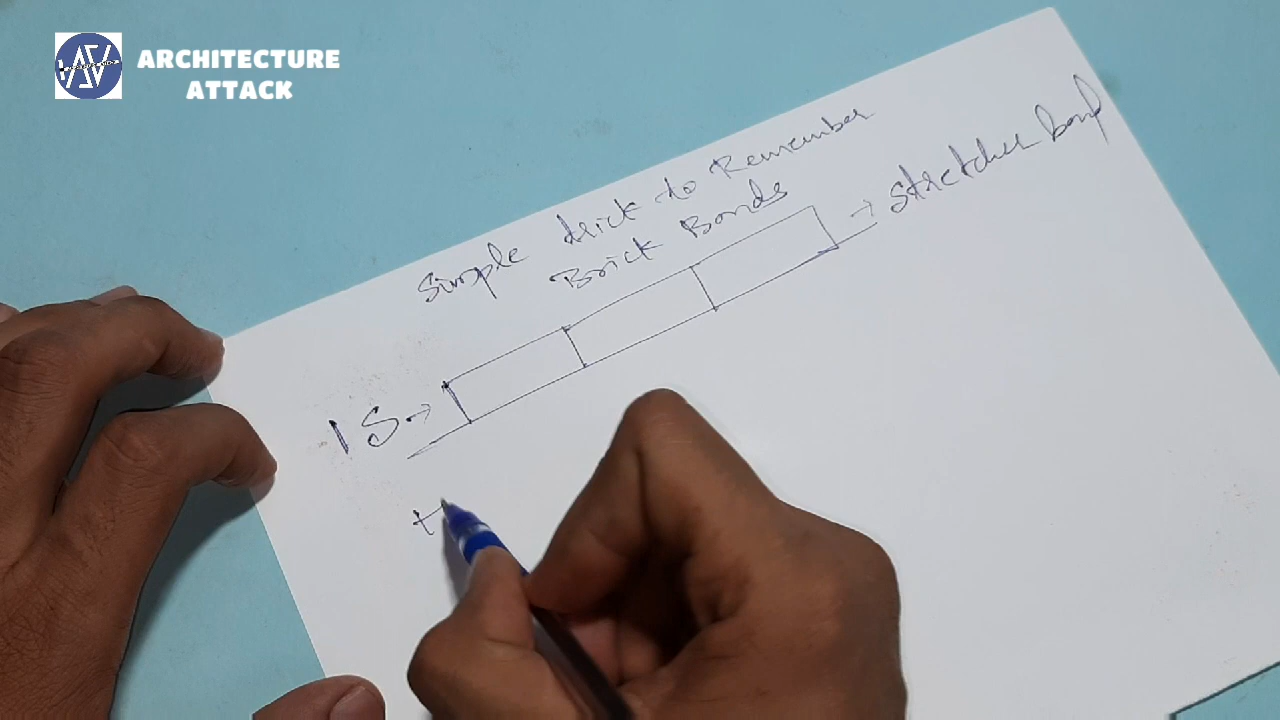 ARCHITECTURE
ATTACK
Simple trick to Remember
Brick Bonds
→ Stretcher Bond
1 S →